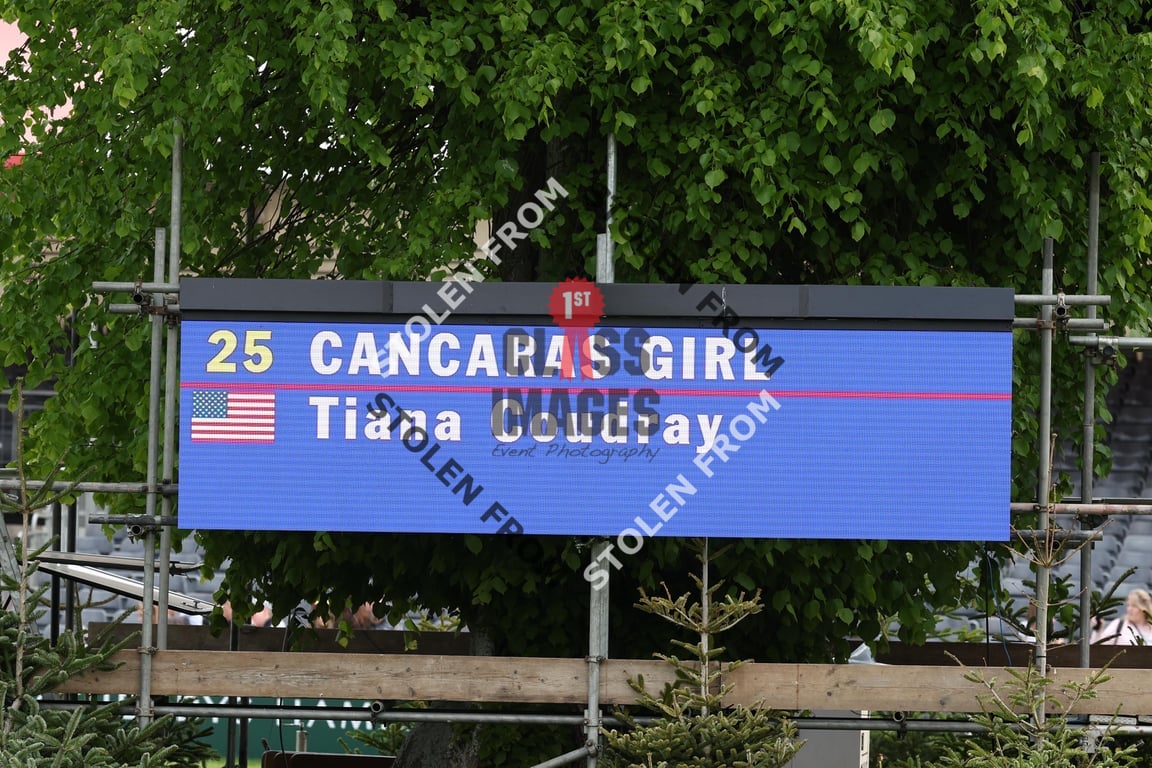 25 CANCARAS GIRL
Tiana Coudray
1ST
CLASS
IMAGES
Event Photography
STOLEN FROM
STOLEN FROM
STOLEN FROM
STOLEN FROM